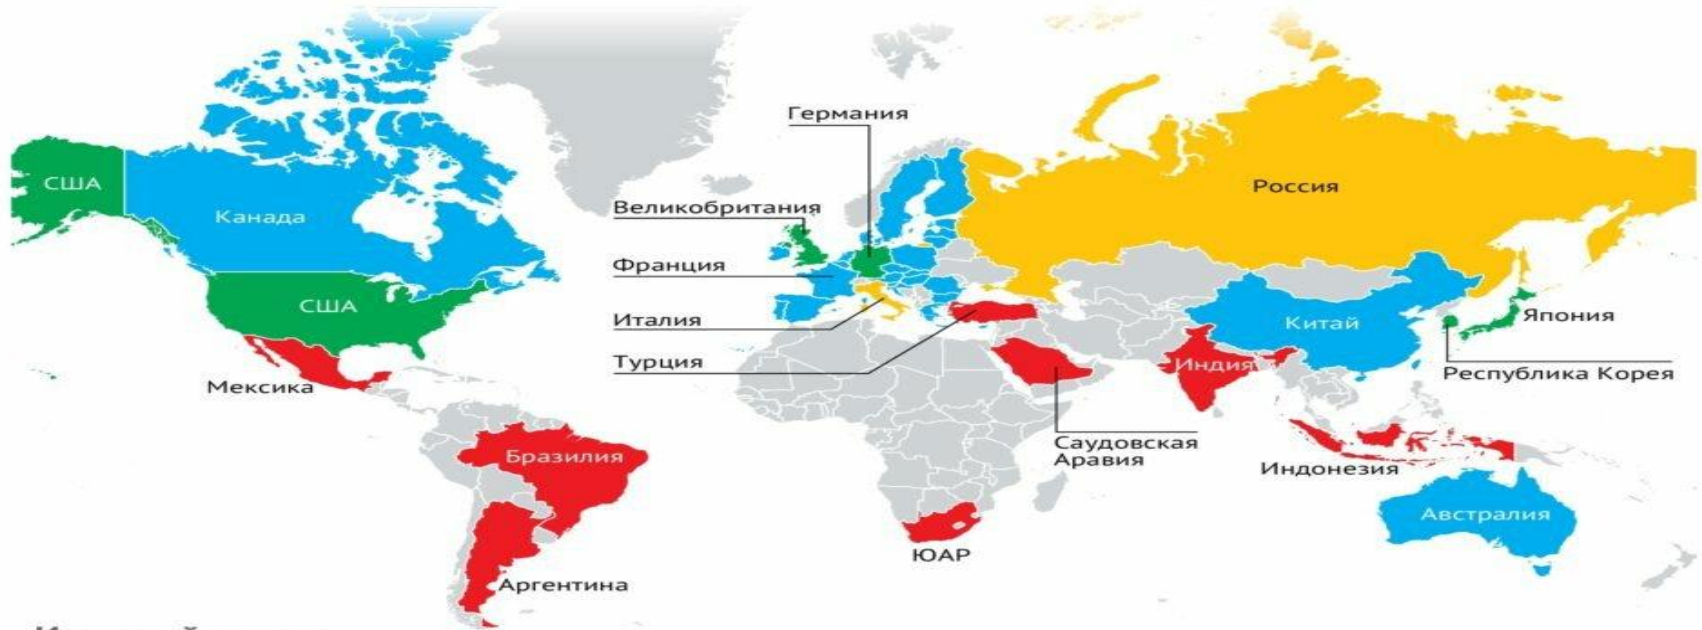 Германия
США
Россия
Великобритания
Канада
Франция
США
Италия
Китай
Япония
Турция
Индия
Республика Корея
Мексика
Саудовская
Аравия
Бразилия
Индонезия
Австралия
ЮАР
Аргентина